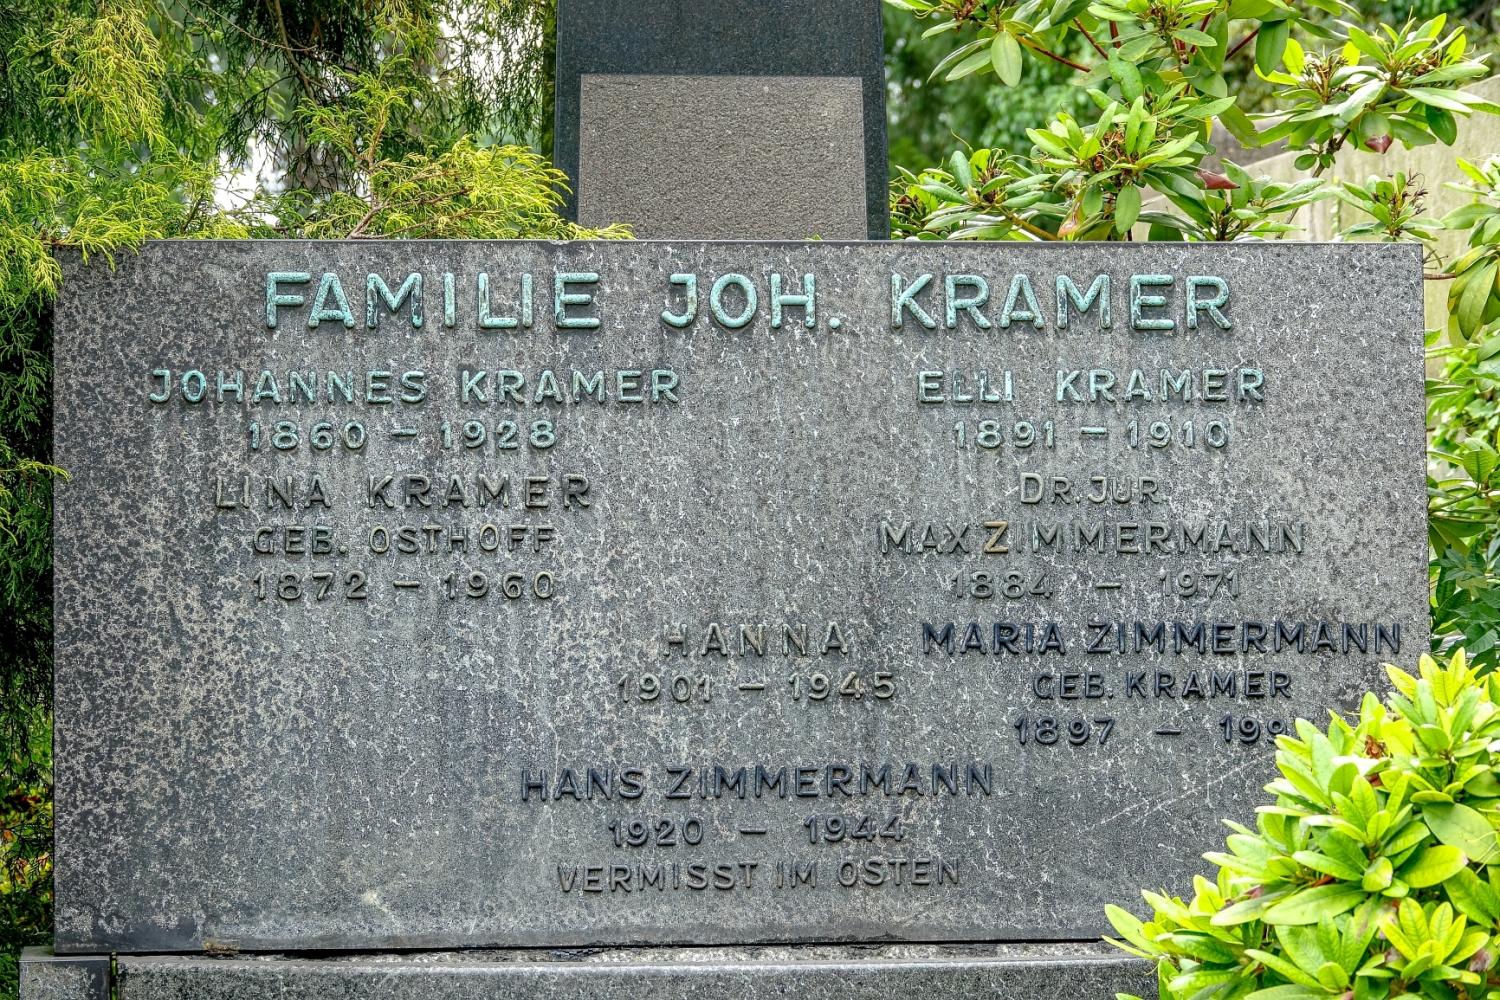 FAMILIE JOH. KRAMER
JOHANNES KRAMER
1860 – 1928
LINA KRAMER
GEB. OSTHOFF
1872 – 1960
ELLI KRAMER
1891 – 1910
DR. JUR.
MAX ZIMMERMANN
1884 – 1971
HANNA
1901 – 1945
MARIA ZIMMERMANN
GEB. KRAMER
1897 –
HANS ZIMMERMANN
1920 – 1944
VERMISST IM OSTEN